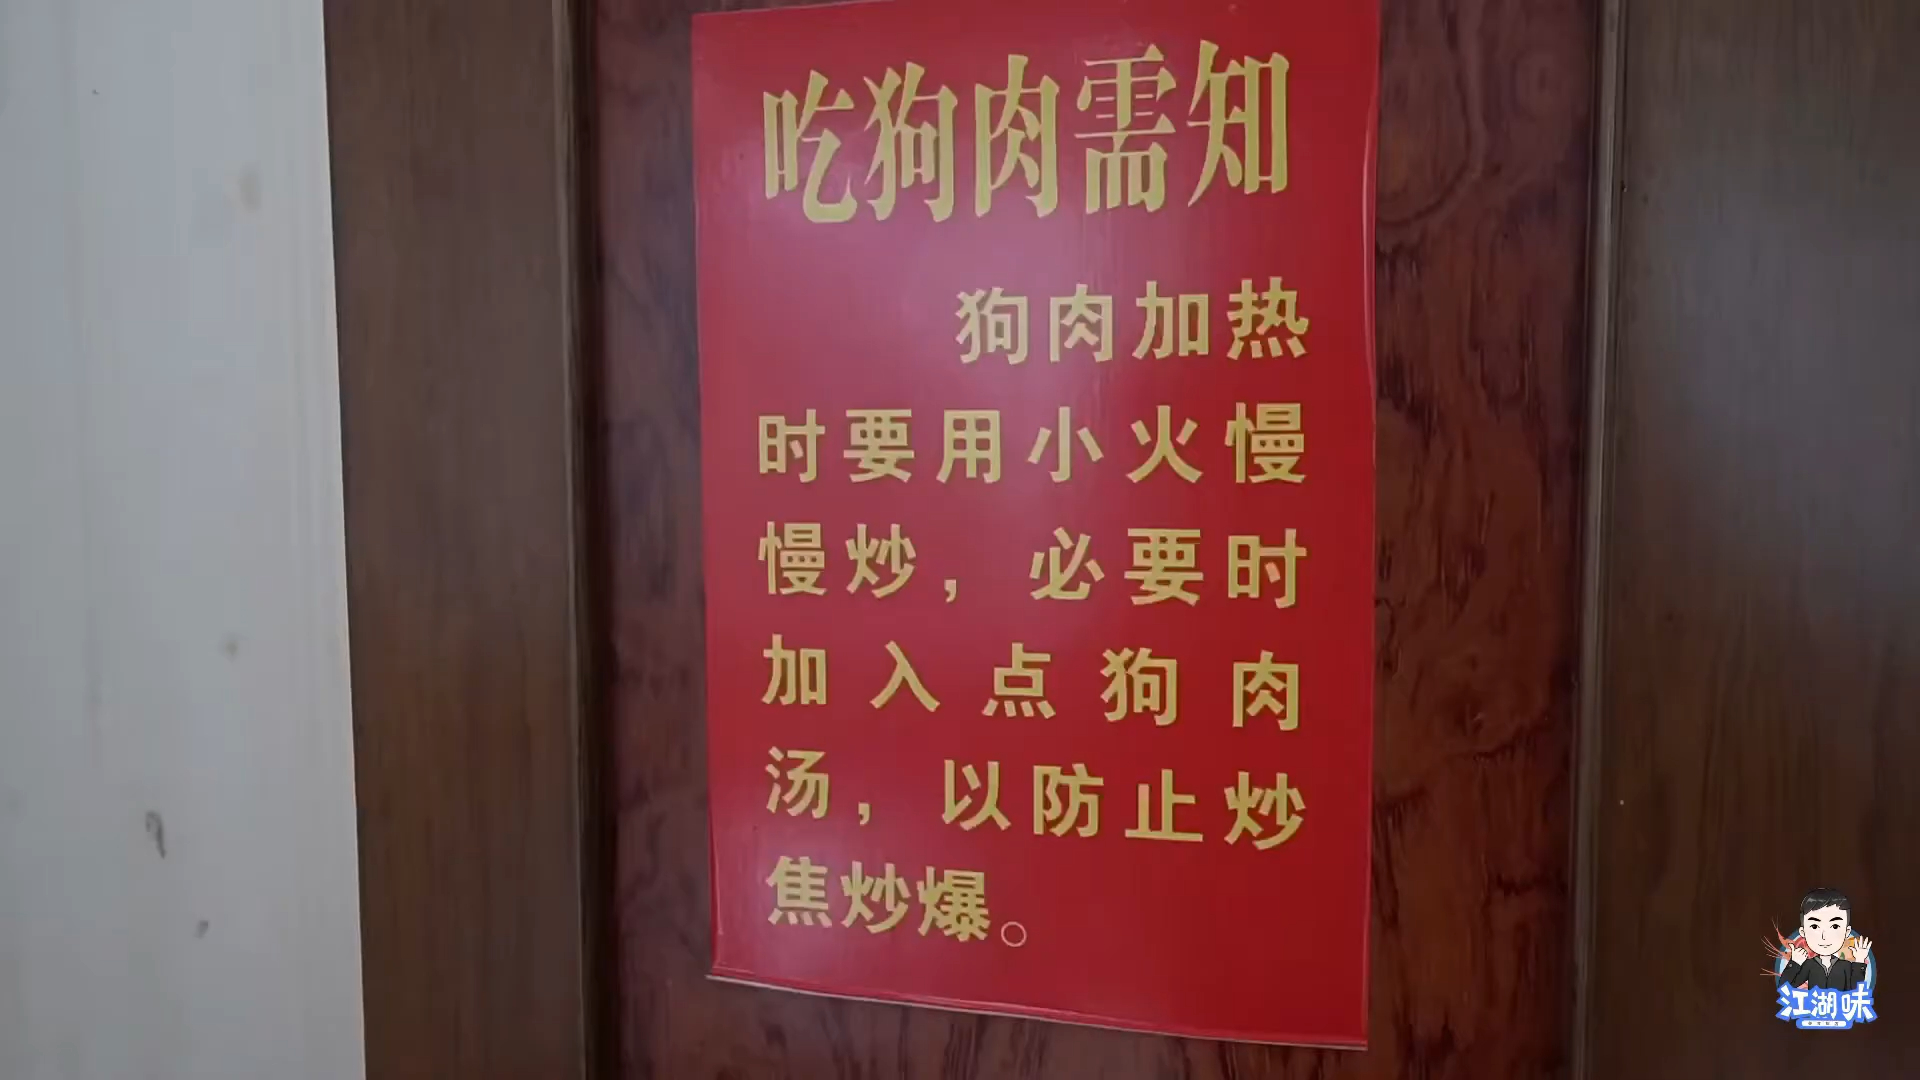 吃狗肉需知
狗肉加热
时要用小火慢
慢炒，必要时
加入点狗肉
汤，以防止炒
焦炒爆。
江湖味